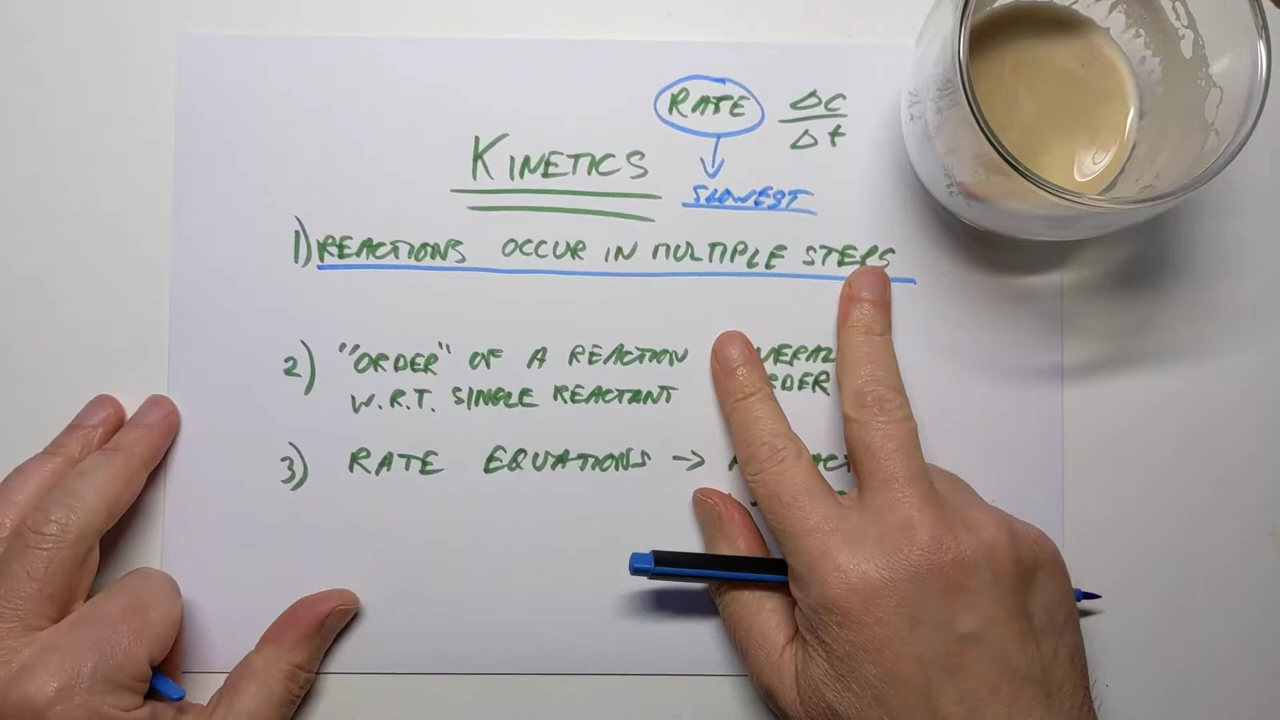 RATE ΔC
Δt
KINETICS
SLOWEST
1) REACTIONS OCCUR IN MULTIPLE STEPS
2) "ORDER" OF A REACTION
W.R.T. SINGLE REACTANT
3) RATE EQUATIONS →